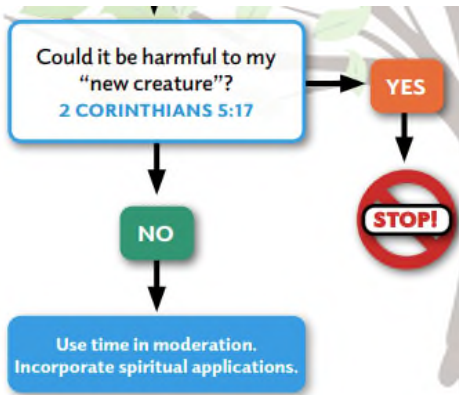 Could it be harmful to my
“new creature”?
2 CORINTHIANS 5:17
YES
STOP!
NO
Use time in moderation.
Incorporate spiritual applications.